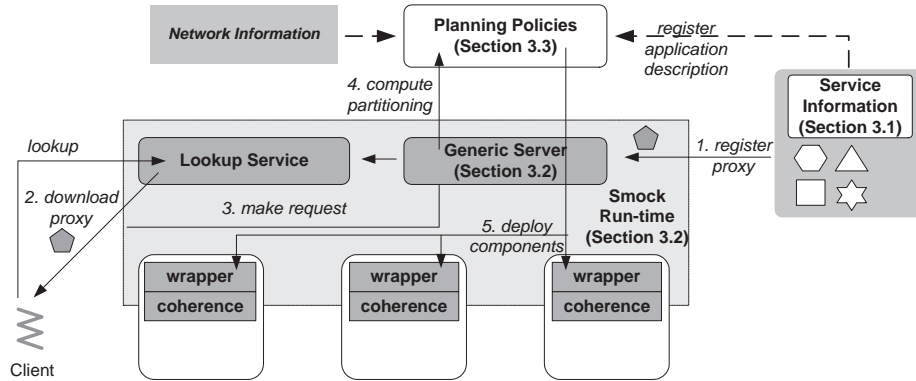 Network Information
Planning Policies
(Section 3.3)
register
application
description
Service
Information
(Section 3.1)
4. compute
partitioning
lookup
Lookup Service
Generic Server
(Section 3.2)
1. register
proxy
2. download
proxy
3. make request
Smock
Run-time
(Section 3.2)
5. deploy
components
wrapper
coherence
wrapper
coherence
wrapper
coherence
Client